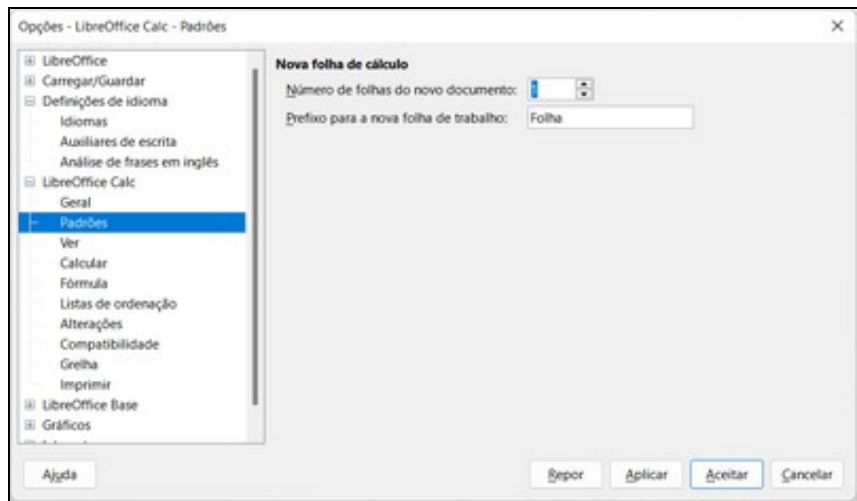 Opções - LibreOffice Calc - Padrões
LibreOffice
Carregar/Guardar
Definições de idioma
Idiomas
Auxiliares de escrita
Análise de frases em inglês
LibreOffice Calc
Geral
Padrões
Ver
Calcular
Fórmula
Listas de ordenação
Alterações
Compatibilidade
Grelha
Imprimir
LibreOffice Base
Gráficos
Nova folha de cálculo
Número de folhas do novo documento: 1
Prefixo para a nova folha de trabalho: Folha
Ajuda Repor Aplicar Aceitar Cancelar